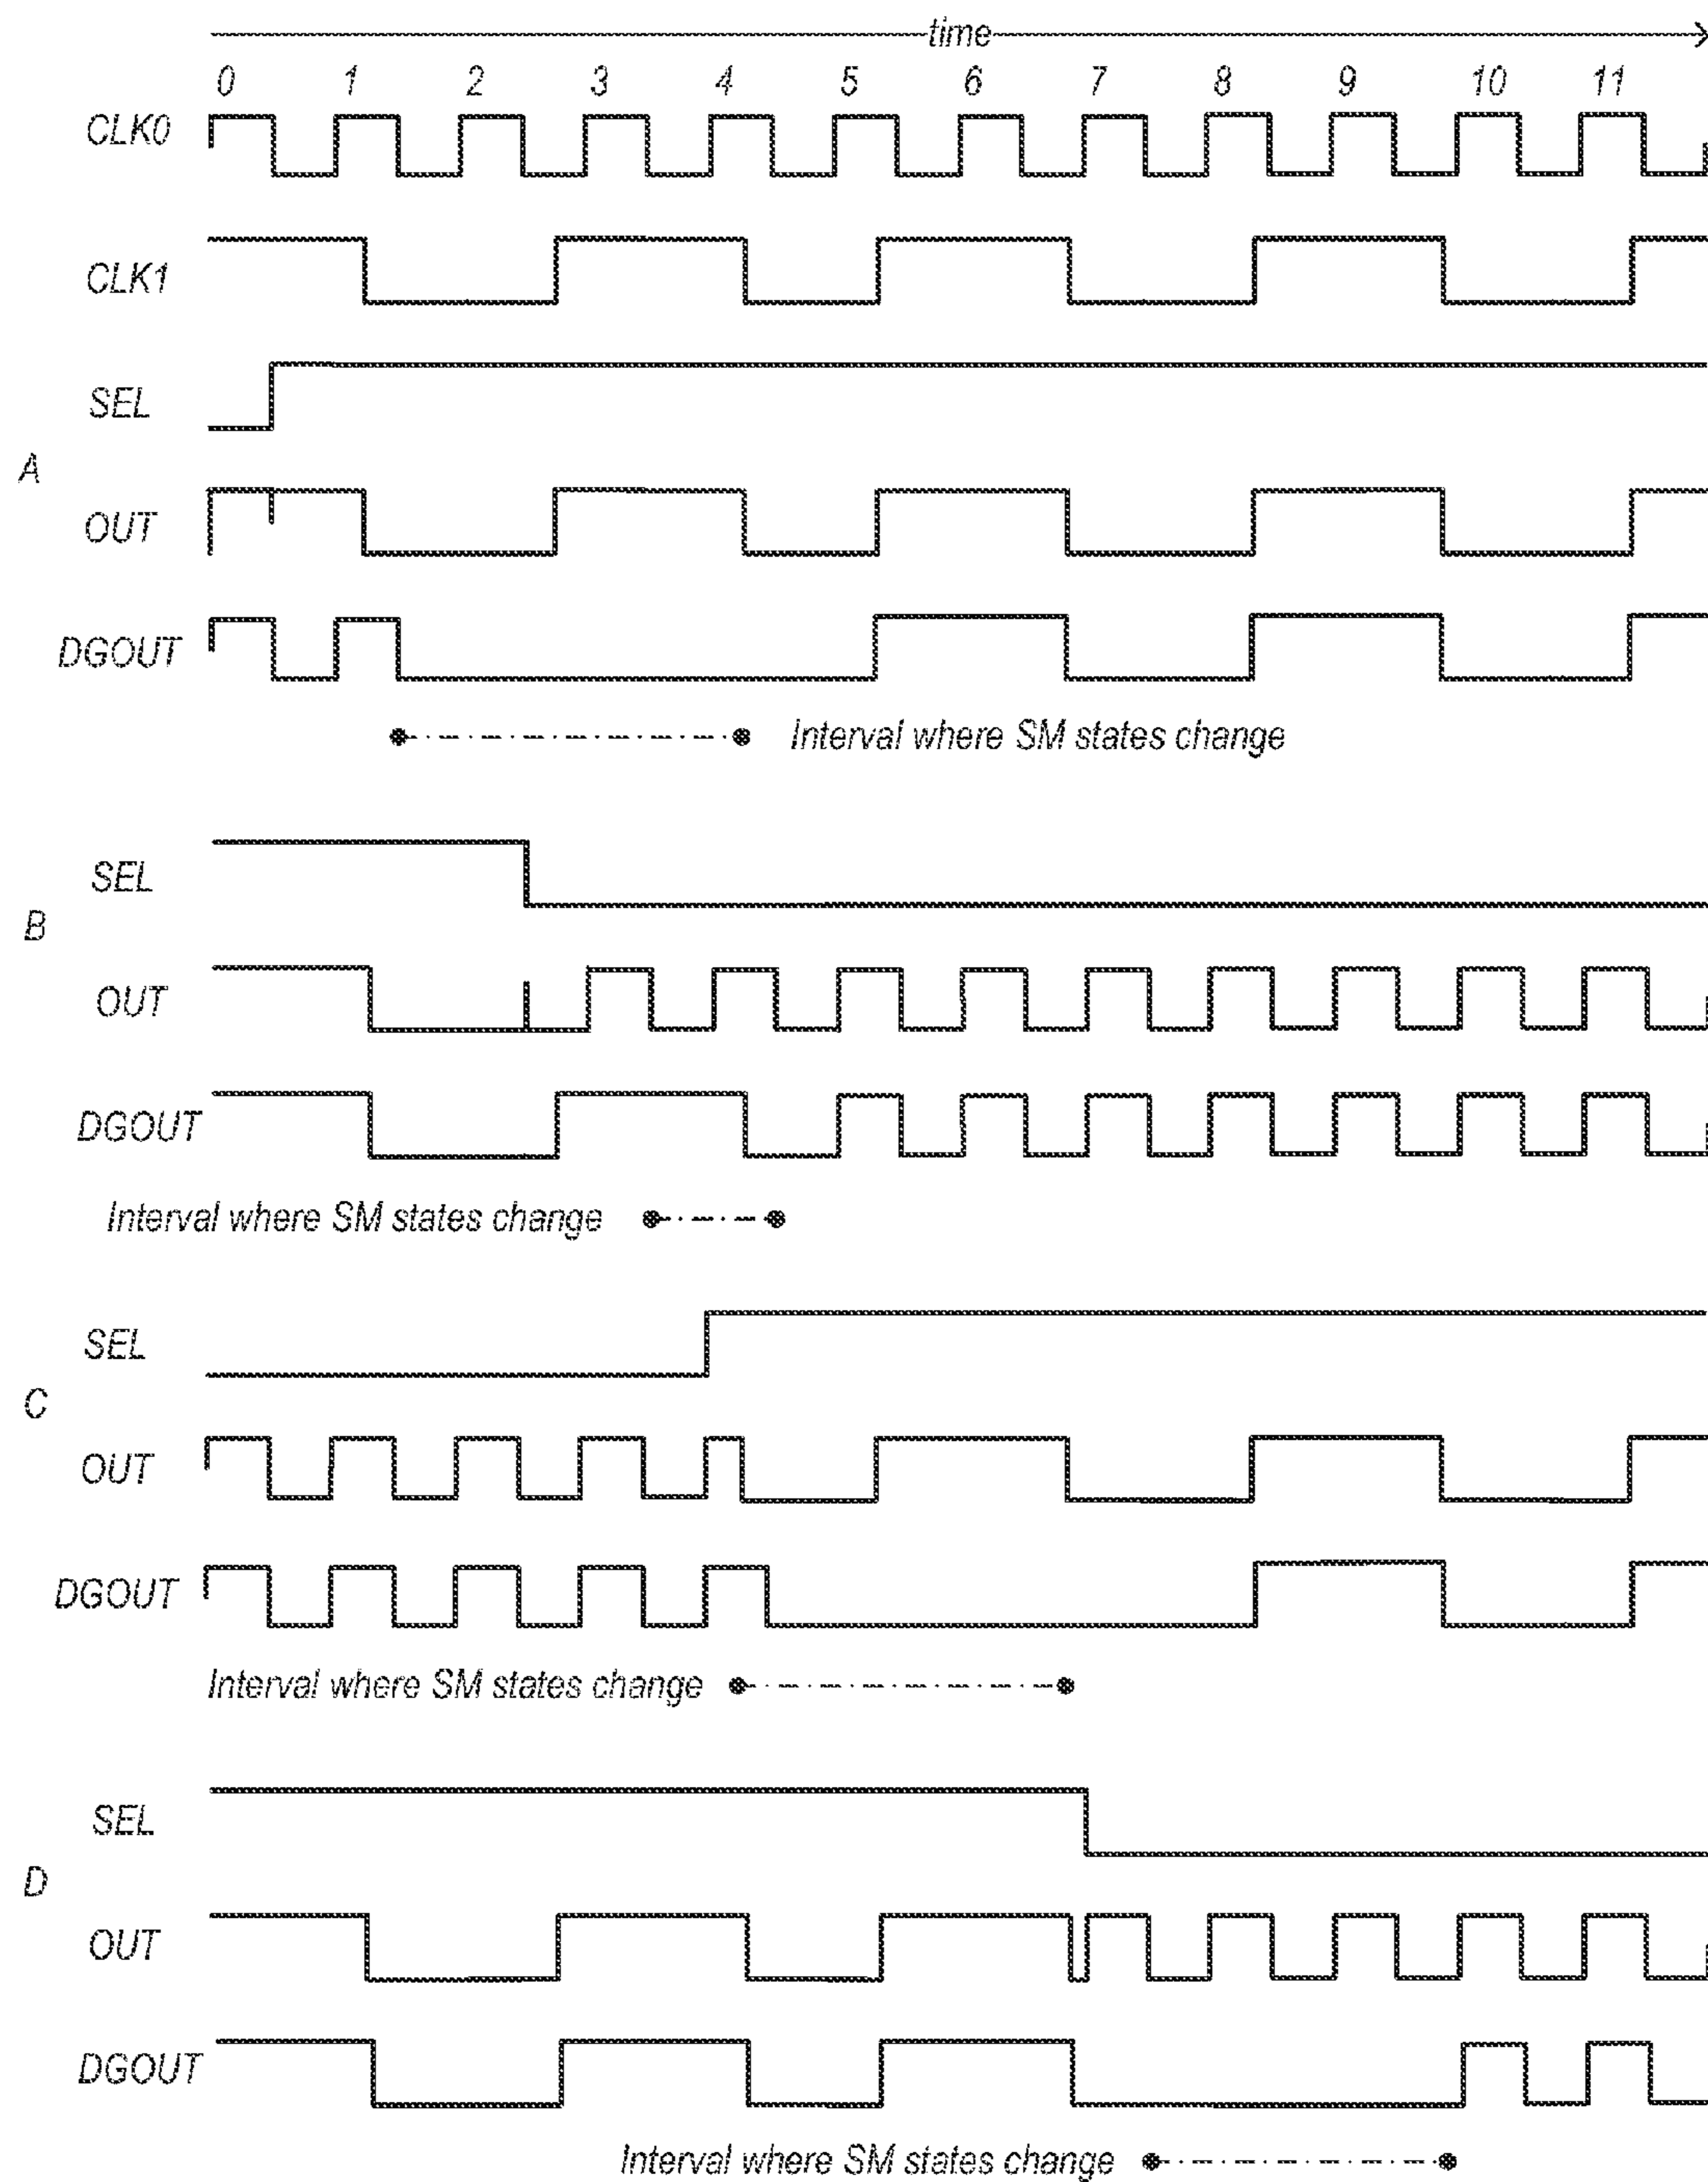 time
0 1 2 3 4 5 6 7 8 9 10 11
CLK0
CLK1
SEL
A
OUT
DGOUT
Interval where SM states change
SEL
B
OUT
DGOUT
Interval where SM states change
SEL
C
OUT
DGOUT
Interval where SM states change
SEL
D
OUT
DGOUT
Interval where SM states change